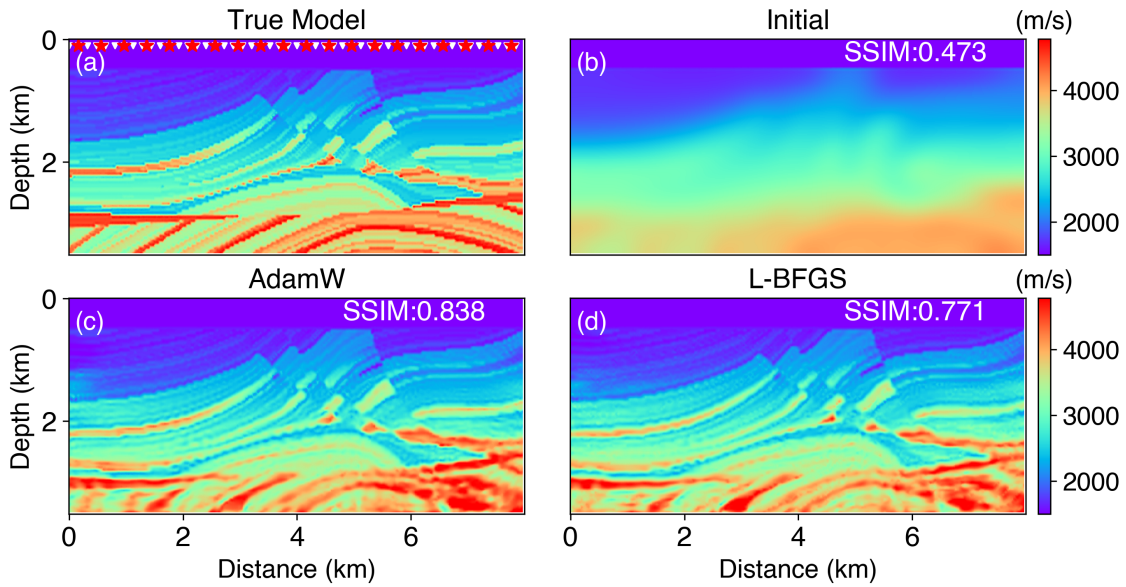 True Model
Initial
(m/s)
0
(a)
(b)
SSIM:0.473
4000
Depth (km)
2
3000
2000
AdamW
L-BFGS
(m/s)
0
(c)
SSIM:0.838
(d)
SSIM:0.771
4000
Depth (km)
2
3000
2000
0 2 4 6
0 2 4 6
Distance (km)
Distance (km)